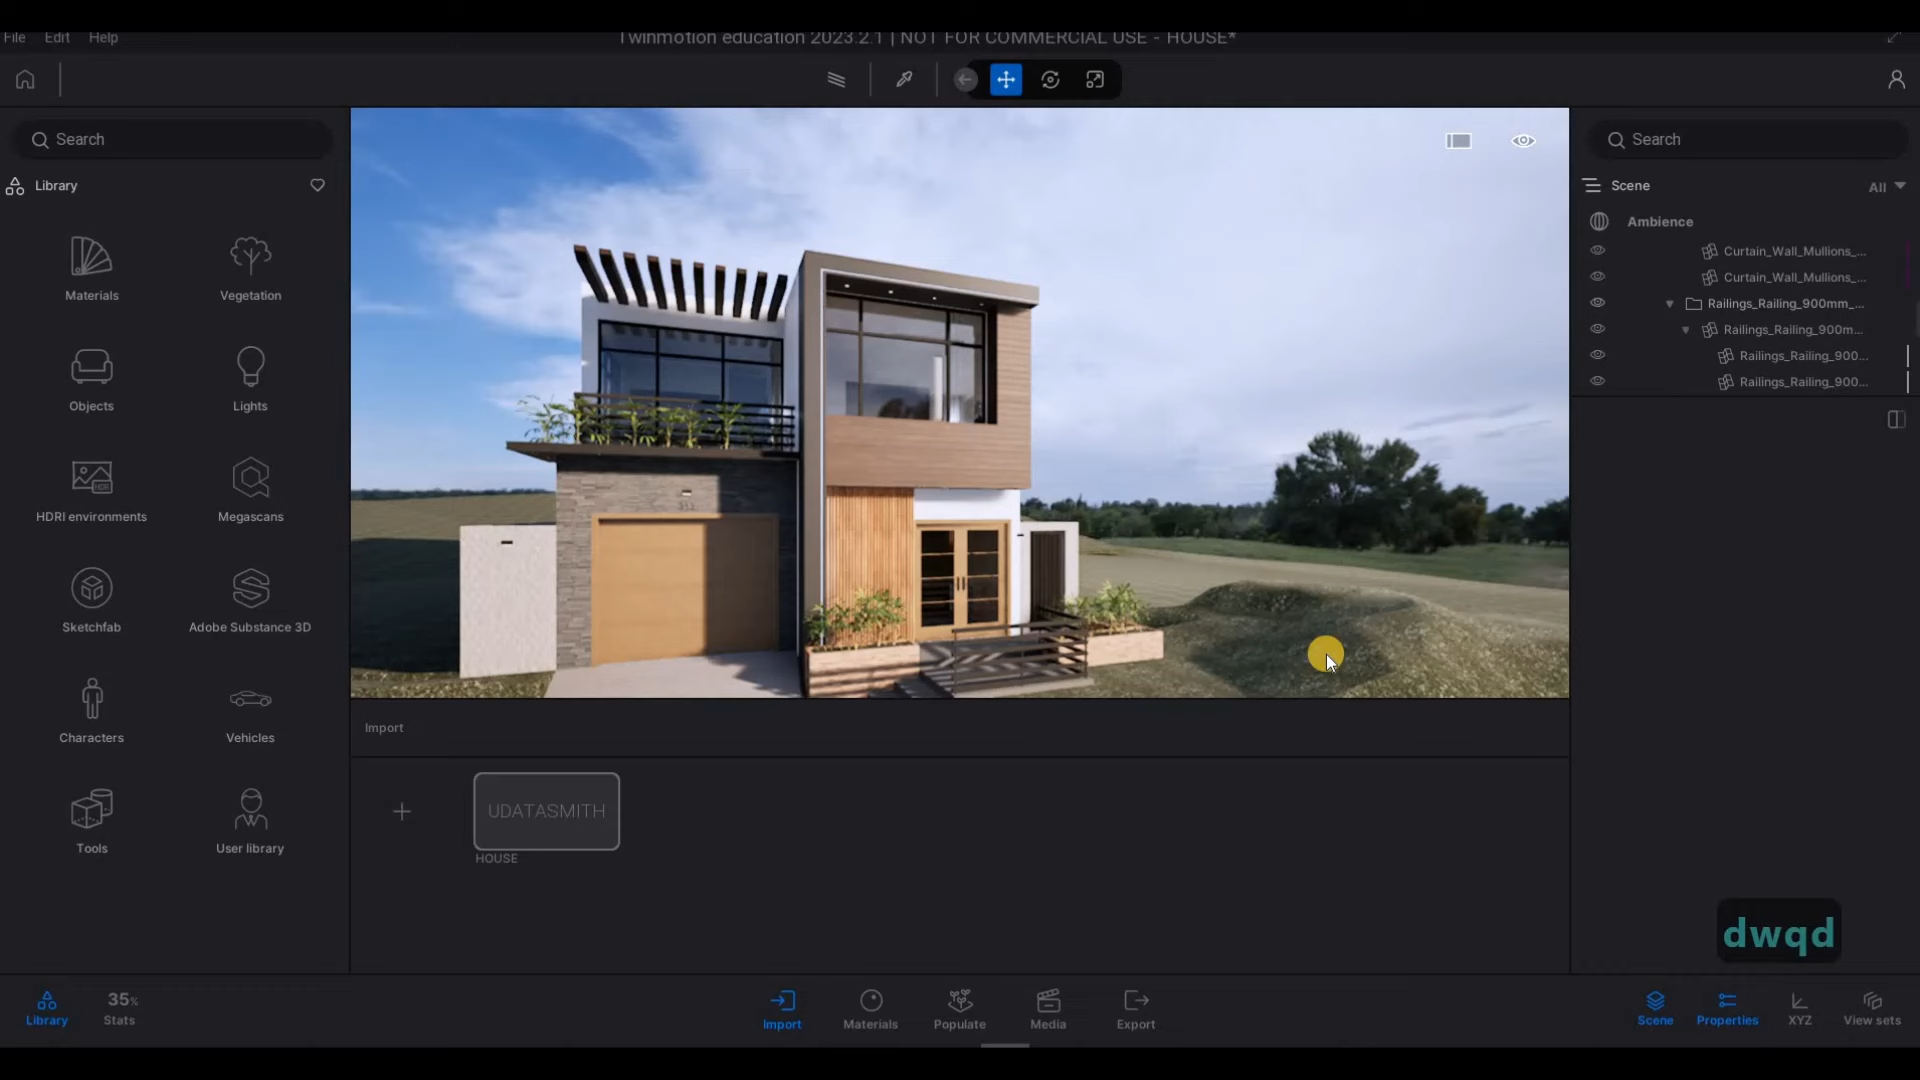 File Edit Help
Twinmotion education 2023.2.1 | NOT FOR COMMERCIAL USE - HOUSE*
Search
Library
Materials
Vegetation
Objects
Lights
HDRI environments
Megascans
Sketchfab
Adobe Substance 3D
Characters
Vehicles
Tools
User library
Search
Scene
All
Ambience
Curtain_Wall_Mullions_...
Curtain_Wall_Mullions_...
Railings_Railing_900mm_...
Railings_Railing_900m...
Railings_Railing_900...
Railings_Railing_900...
Import
UDATASMITH
HOUSE
dwqd
Library
35%
Stats
Import
Materials
Populate
Media
Export
Scene
Properties
XYZ
View sets